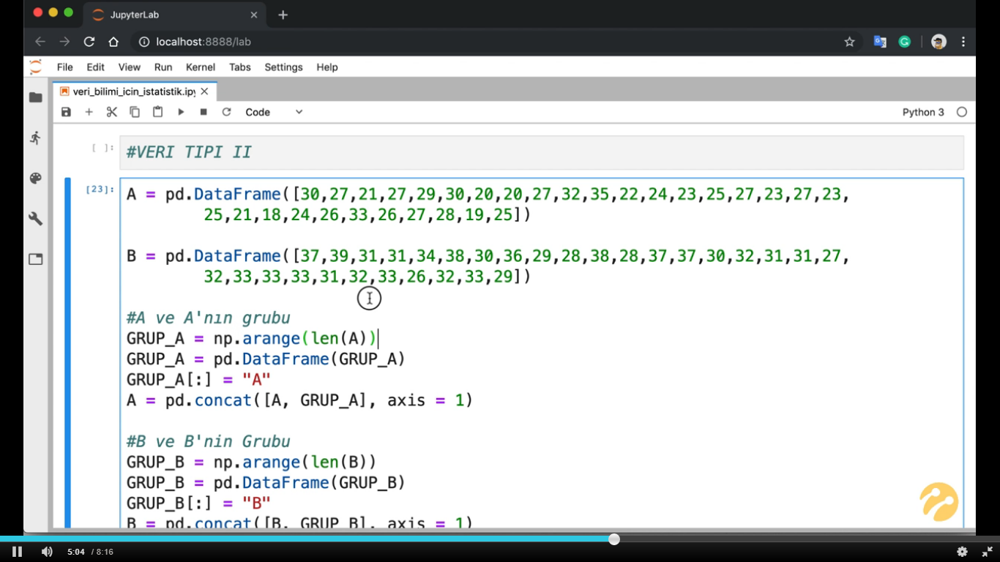 JupyterLab
localhost:8888/lab
File Edit View Run Kernel Tabs Settings Help
veri_bilimi_icin_istatistik.ipy
Code
Python 3
[ ]:
#VERI TIPI II
[23]:
A = pd.DataFrame([30,27,21,27,29,30,20,20,27,32,35,22,24,23,25,27,23,27,23,
25,21,18,24,26,33,26,27,28,19,25])
B = pd.DataFrame([37,39,31,31,34,38,30,36,29,28,38,28,37,37,30,32,31,31,27,
32,33,33,33,31,32,33,26,32,33,29])
#A ve A'nın grubu
GRUP_A = np.arange(len(A))
GRUP_A = pd.DataFrame(GRUP_A)
GRUP_A[:] = "A"
A = pd.concat([A, GRUP_A], axis = 1)
#B ve B'nin Grubu
GRUP_B = np.arange(len(B))
GRUP_B = pd.DataFrame(GRUP_B)
GRUP_B[:] = "B"
B = pd.concat([B, GRUP_B], axis = 1)
5:04 / 8:16